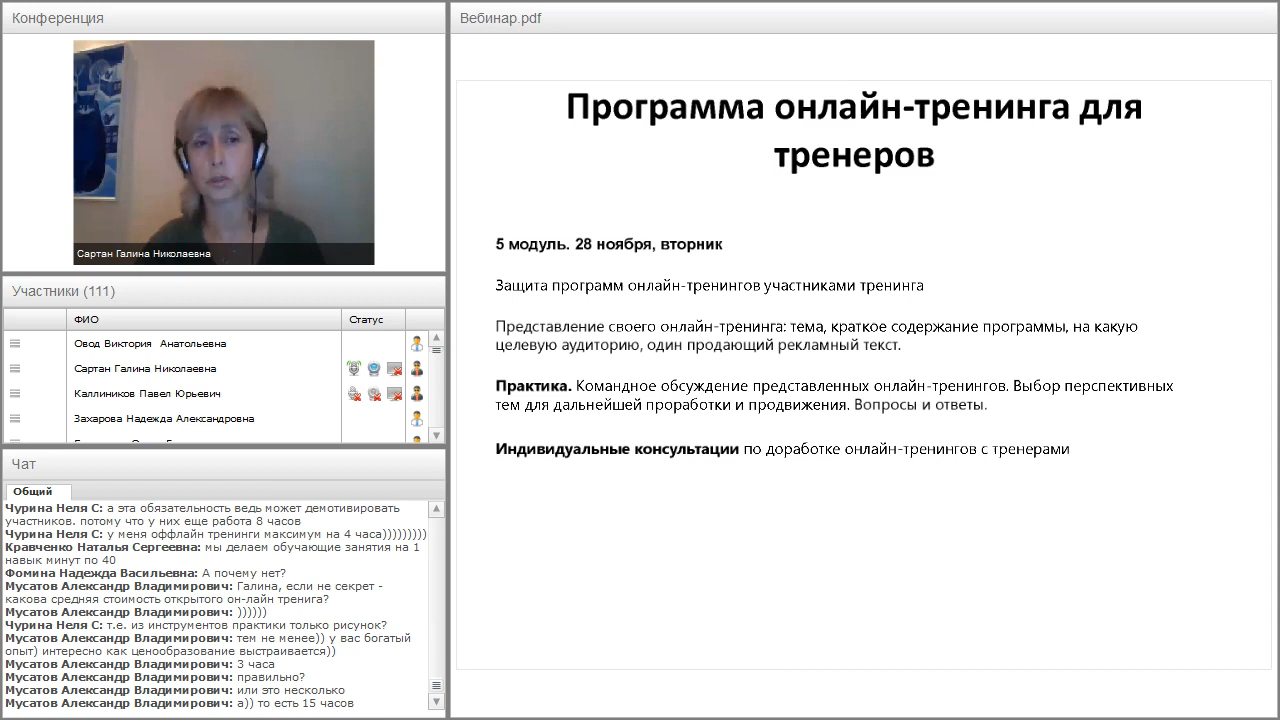 Конференция
Сартан Галина Николаевна
Участники (111)
ФИО
Статус
Овод Виктория Анатольевна
Сартан Галина Николаевна
Каллиников Павел Юрьевич
Захарова Надежда Александровна
Чат
Общий
Чурина Неля С: а эта обязательность ведь может демотивировать
участников. потому что у них еще работа 8 часов
Чурина Неля С: у меня оффлайн тренинги максимум на 4 часа)))))))))
Кравченко Наталья Сергеевна: мы делаем обучающие занятия на 1
навык минут по 40
Фомина Надежда Васильевна: А почему нет?
Мусатов Александр Владимирович: Галина, если не секрет -
какова средняя стоимость открытого он-лайн тренига?
Мусатов Александр Владимирович: ))))))
Чурина Неля С: т.е. из инструментов практики только рисунок?
Мусатов Александр Владимирович: тем не менее)) у вас богатый
опыт) интересно как ценообразование выстраивается))
Мусатов Александр Владимирович: 3 часа
Мусатов Александр Владимирович: правильно?
Мусатов Александр Владимирович: или это несколько
Мусатов Александр Владимирович: а)) то есть 15 часов
Вебинар.pdf
Программа онлайн-тренинга для
тренеров
5 модуль. 28 ноября, вторник
Защита программ онлайн-тренингов участниками тренинга
Представление своего онлайн-тренинга: тема, краткое содержание программы, на какую
целевую аудиторию, один продающий рекламный текст.
Практика. Командное обсуждение представленных онлайн-тренингов. Выбор перспективных
тем для дальнейшей проработки и продвижения. Вопросы и ответы.
Индивидуальные консультации по доработке онлайн-тренингов с тренерами